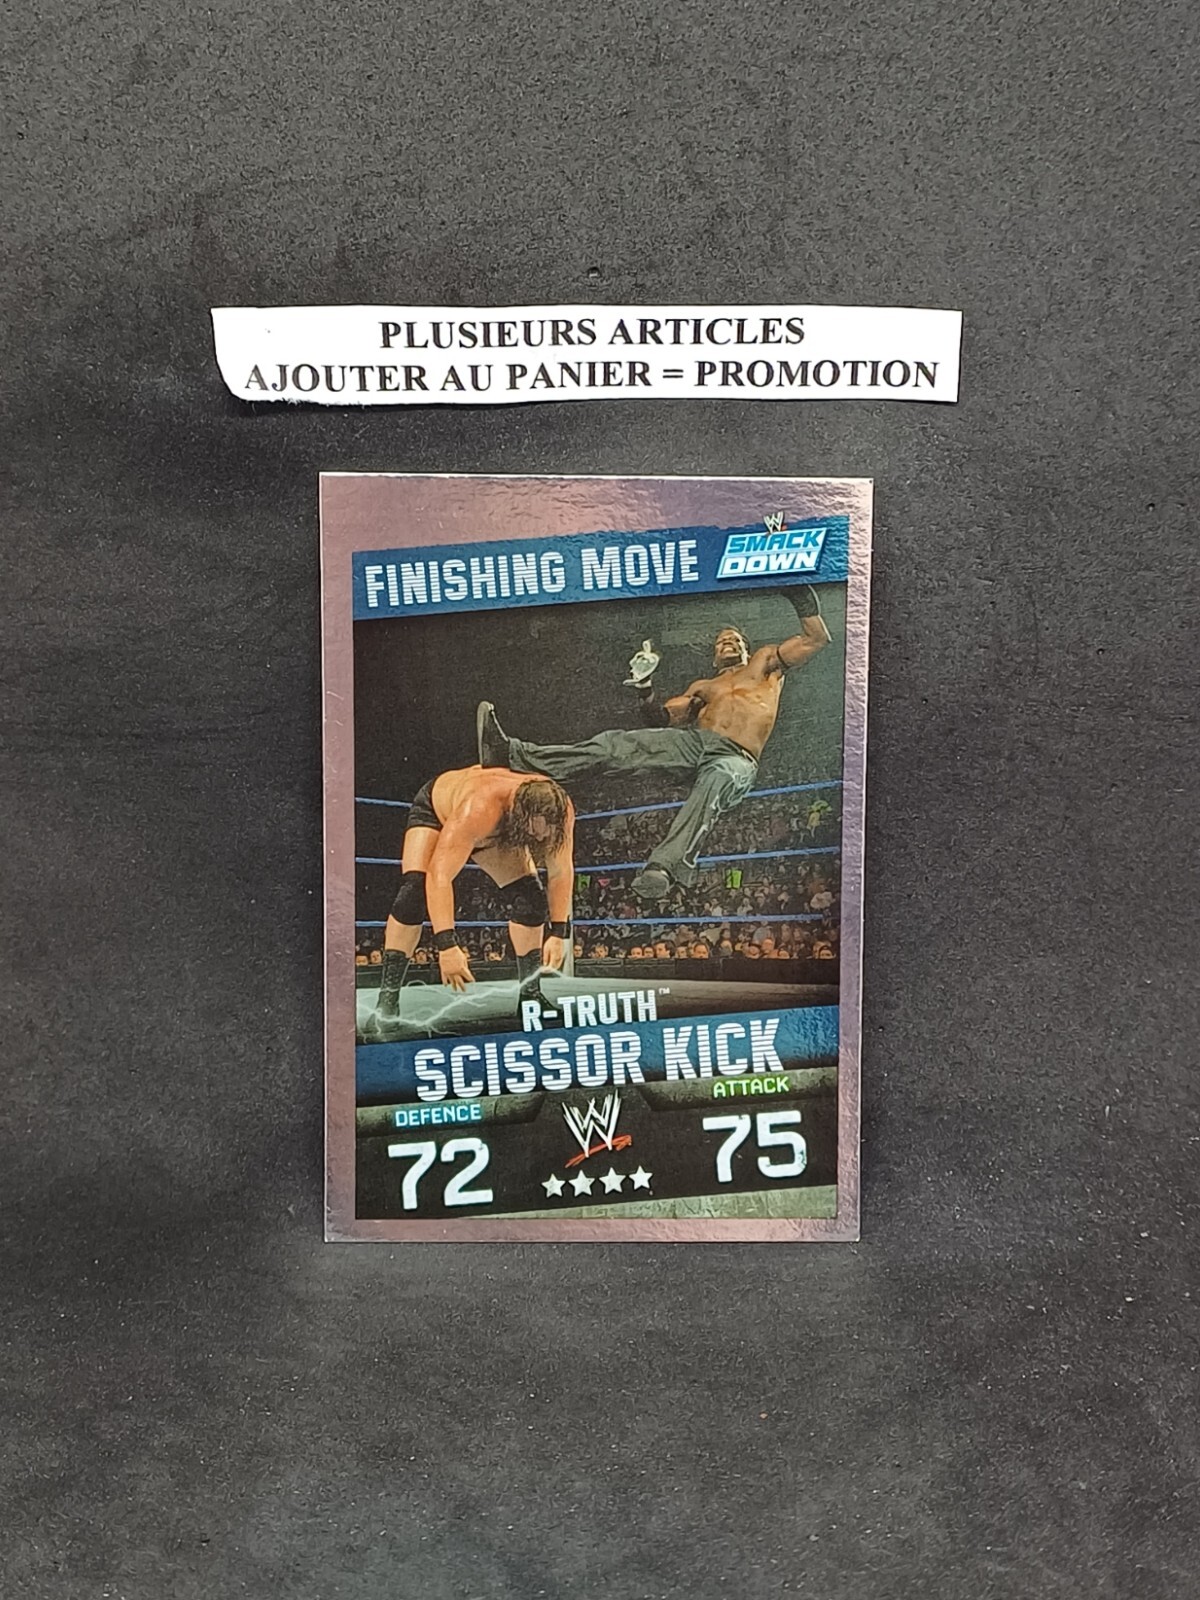 PLUSIEURS ARTICLES
AJOUTER AU PANIER = PROMOTION
W
SMACK
DOWN
FINISHING MOVE
R-TRUTH™
SCISSOR KICK
DEFENCE
ATTACK
W
72
75